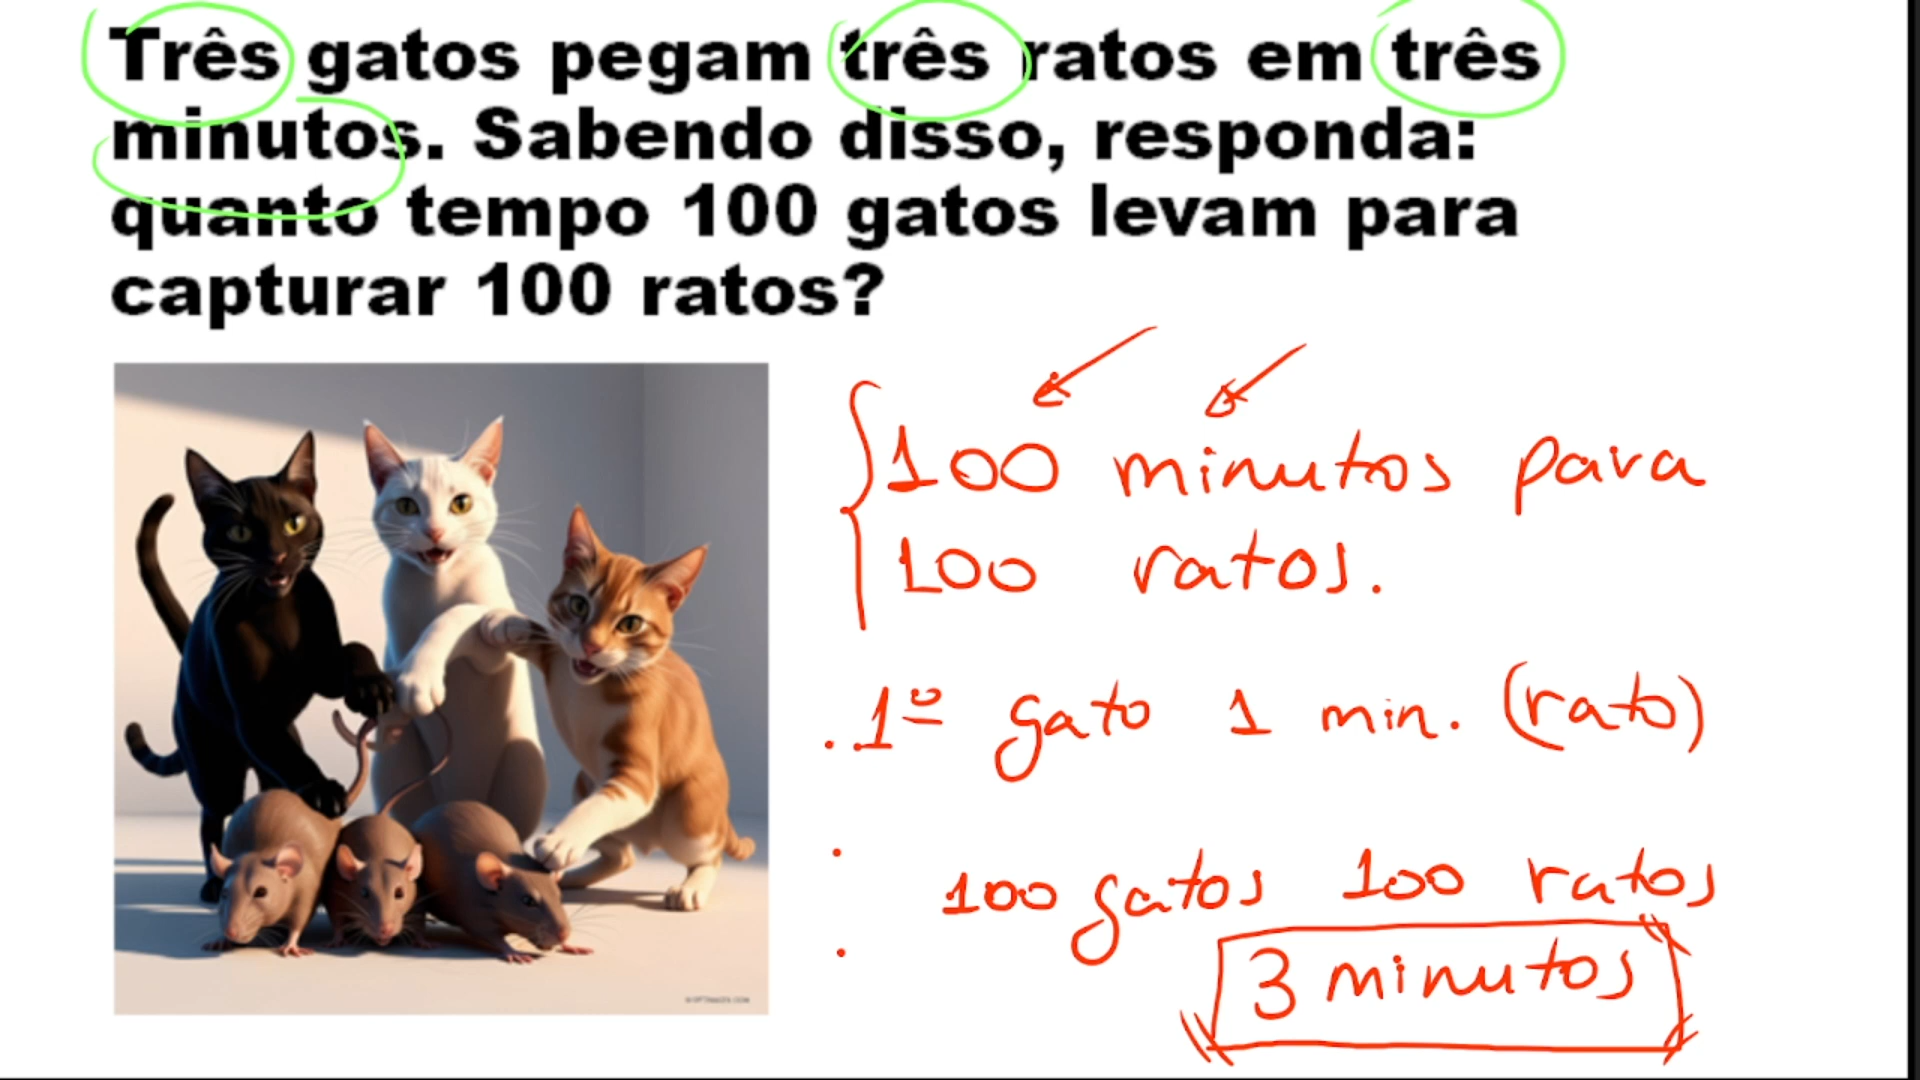 Três gatos pegam três ratos em três
minutos. Sabendo disso, responda:
quanto tempo 100 gatos levam para
capturar 100 ratos?
100 minutos para
100 ratos.
1º gato 1 min. (rato)
100 gatos 100 ratos
3 minutos